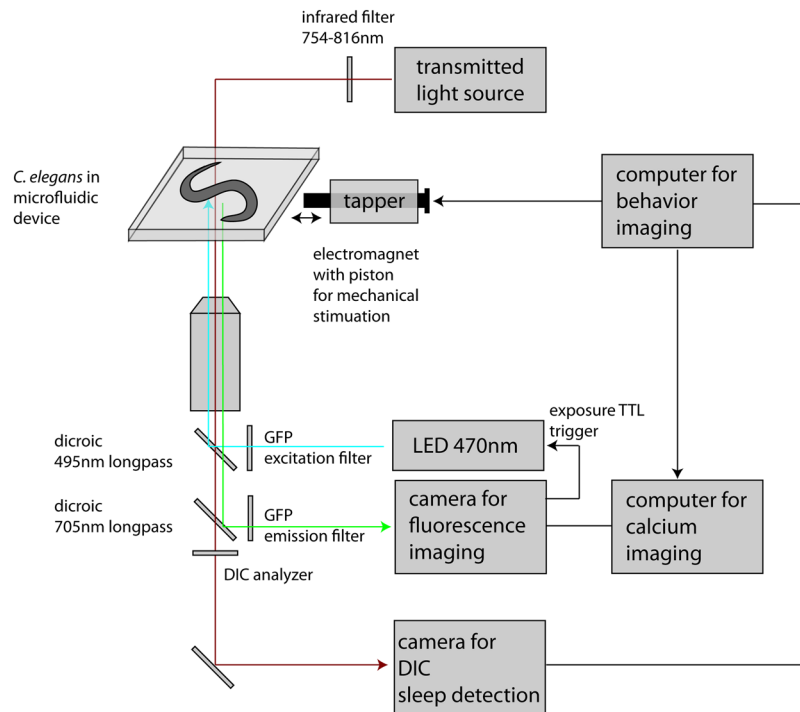 infrared filter
754-816nm
transmitted
light source
C. elegans in
microfluidic
device
tapper
computer for
behavior
imaging
electromagnet
with piston
for mechanical
stimuation
exposure TTL
trigger
dicroic
495nm longpass
GFP
excitation filter
LED 470nm
dicroic
705nm longpass
GFP
emission filter
camera for
fluorescence
imaging
computer for
calcium
imaging
DIC analyzer
camera for
DIC
sleep detection